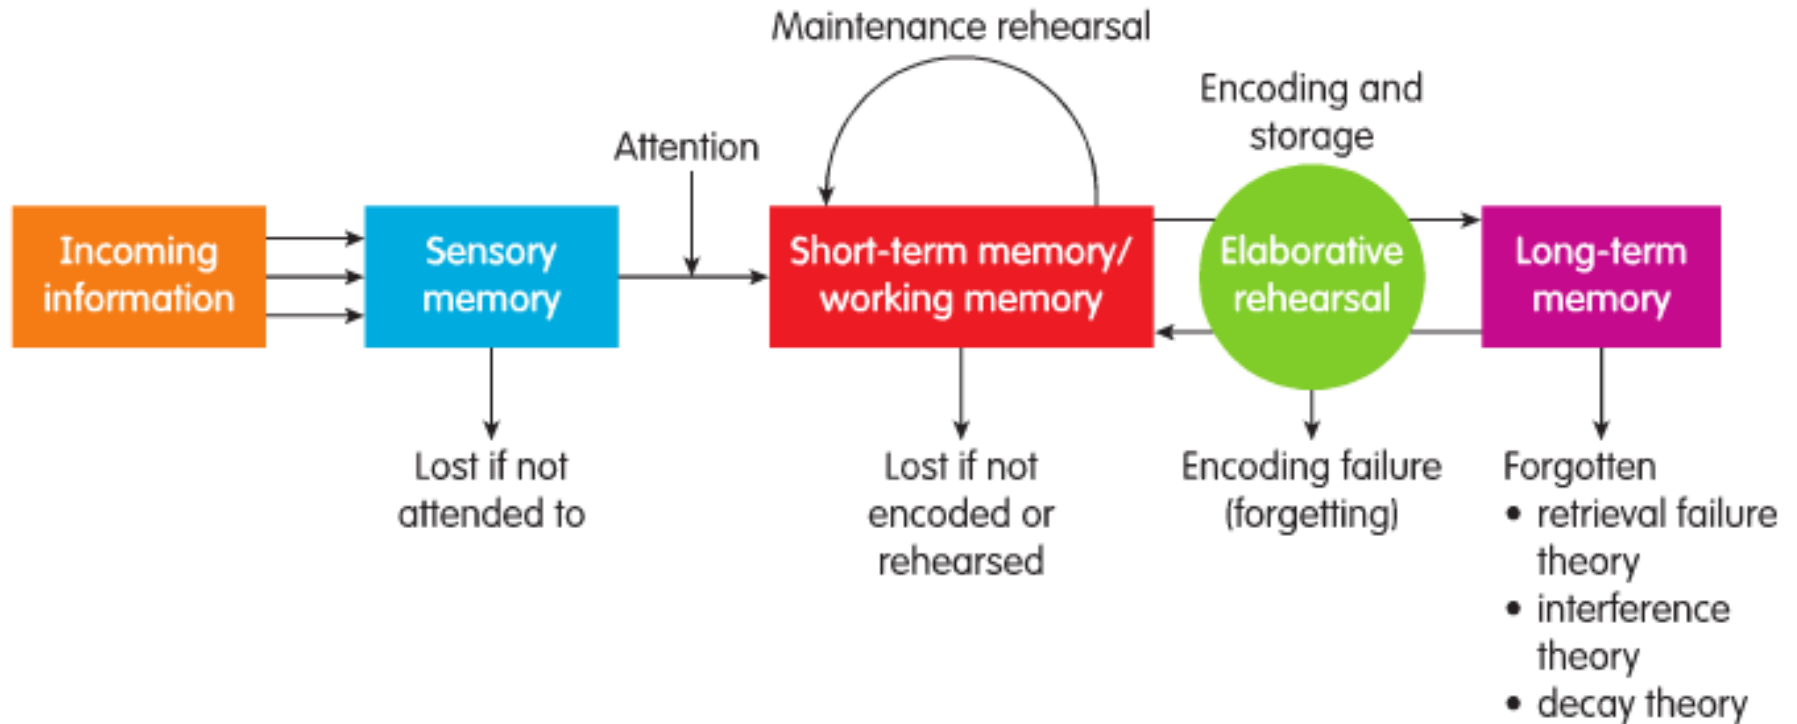 Maintenance rehearsal
Encoding and
storage
Attention
Incoming
information
Sensory
memory
Short-term memory/
working memory
Elaborative
rehearsal
Long-term
memory
Lost if not
attended to
Lost if not
encoded or
rehearsed
Encoding failure
(forgetting)
Forgotten
• retrieval failure
theory
• interference
theory
• decay theory